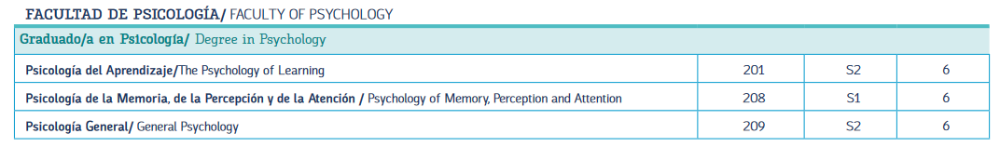 FACULTAD DE PSICOLOGÍA/ FACULTY OF PSYCHOLOGY
Graduado/a en Psicología/ Degree in Psychology
Psicología del Aprendizaje/The Psychology of Learning 201 S2 6
Psicología de la Memoria, de la Percepción y de la Atención / Psychology of Memory, Perception and Attention 208 S1 6
Psicología General/ General Psychology 209 S2 6